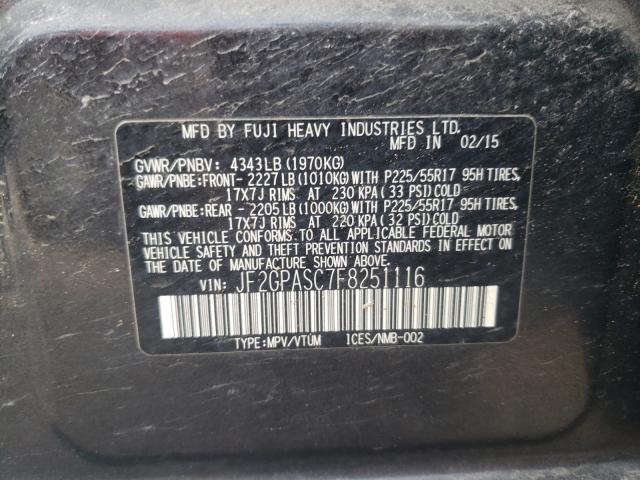 MFD BY FUJI HEAVY INDUSTRIES LTD.
MFD IN 02/15
GVWR/PNBV: 4343LB(1970KG)
GAWR/PNBE:FRONT- 2227LB(1010KG)WITH P225/55R17 95H TIRES,
17X7J RIMS AT 230 KPA( 33 PSI)COLD
GAWR/PNBE:REAR - 2205LB(1000KG)WITH P225/55R17 95H TIRES,
17X7J RIMS AT 220 KPA( 32 PSI)COLD
THIS VEHICLE CONFORMS TO ALL APPLICABLE FEDERAL MOTOR
VEHICLE SAFETY AND THEFT PREVENTION STANDARDS IN EFFECT
ON THE DATE OF MANUFACTURE SHOWN ABOVE.
VIN: JF2GPASC7F8251116
TYPE:MPV/VTUM ICES/NMB-002